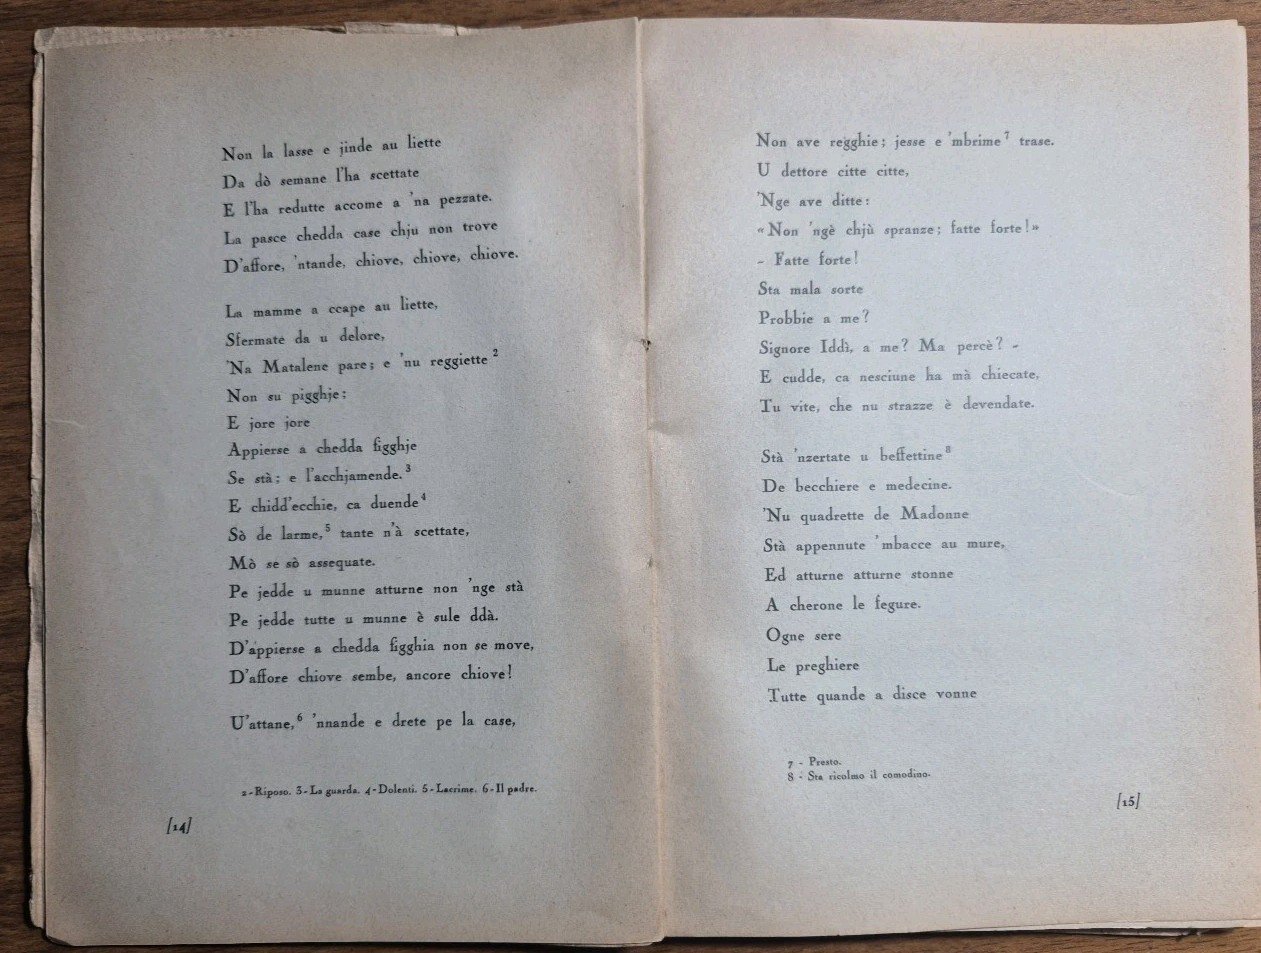 Non la lasse e jinde au liette
Da dò semane l'ha scettate
E l'ha redutte accome a 'na pezzate.
La pasce chedda case chju non trove
D'affore, 'ntande, chiove, chiove, chiove.
La mamme a ccape au liette,
Sfermate da u delore,
'Na Matalene pare; e 'nu reggiette 2
Non su pigghje:
E jore jore
Appierse a chedda figghje
Se stà; e l'acchjamende. 3
E chidd'ecchie, ca duende 4
Sò de larme, 5 tante n'à scettate,
Mò se sò assequate.
Pe jedde u munne atturne non 'nge stà
Pe jedde tutte u munne è sule ddà.
D'appierse a chedda figghia non se move,
D'affore chiove sembe, ancore chiove!
U'attane, 6 'nnande e drete pe la case,
2 - Riposo. 3 - La guarda. 4 - Dolenti. 5 - Lacrime. 6 - Il padre.
[14]
Non ave regghie; jesse e 'mbrime 7 trase.
U dettore citte citte,
'Nge ave ditte:
« Non 'ngè chjù spranze; fatte forte! »
- Fatte forte!
Sta mala sorte
Probbie a me?
Signore Iddì, a me? Ma percè? -
E cudde, ca nesciune ha mà chiecate,
Tu vite, che nu strazze è devendate.
Stà 'nzertate u beffettine 8
De becchiere e medecine.
'Nu quadrette de Madonne
Stà appennute 'mbacce au mure,
Ed atturne atturne stonne
A cherone le fegure.
Ogne sere
Le preghiere
Tutte quande a disce vonne
7 - Presto.
8 - Sta ricolmo il comodino.
[15]